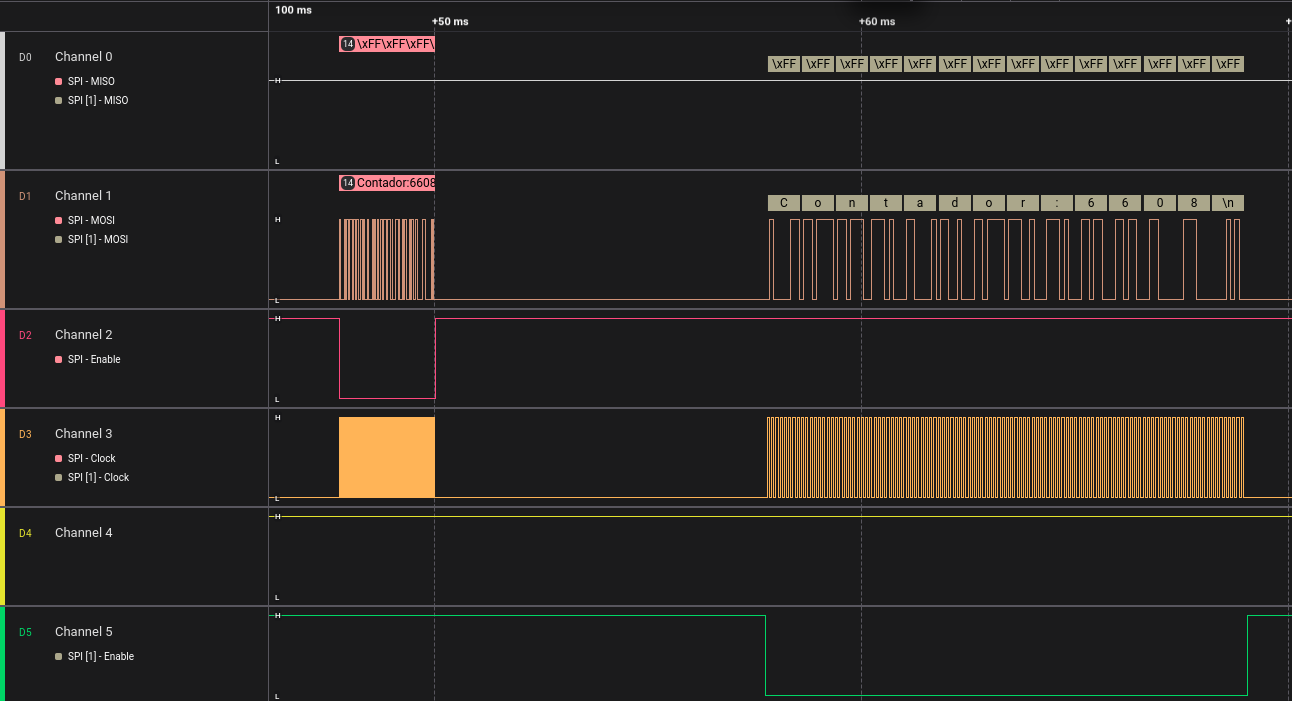 100 ms
+50 ms
+60 ms
+
D0 Channel 0
SPI - MISO
SPI [1] - MISO
14 \xFF\xFF\xFF\
\xFF \xFF \xFF \xFF \xFF \xFF \xFF \xFF \xFF \xFF \xFF \xFF \xFF \xFF
H
L
D1 Channel 1
SPI - MOSI
SPI [1] - MOSI
14 Contador:6608
C o n t a d o r : 6 6 0 8 \n
H
L
D2 Channel 2
SPI - Enable
H
L
D3 Channel 3
SPI - Clock
SPI [1] - Clock
H
L
D4 Channel 4
H
L
D5 Channel 5
SPI [1] - Enable
H
L